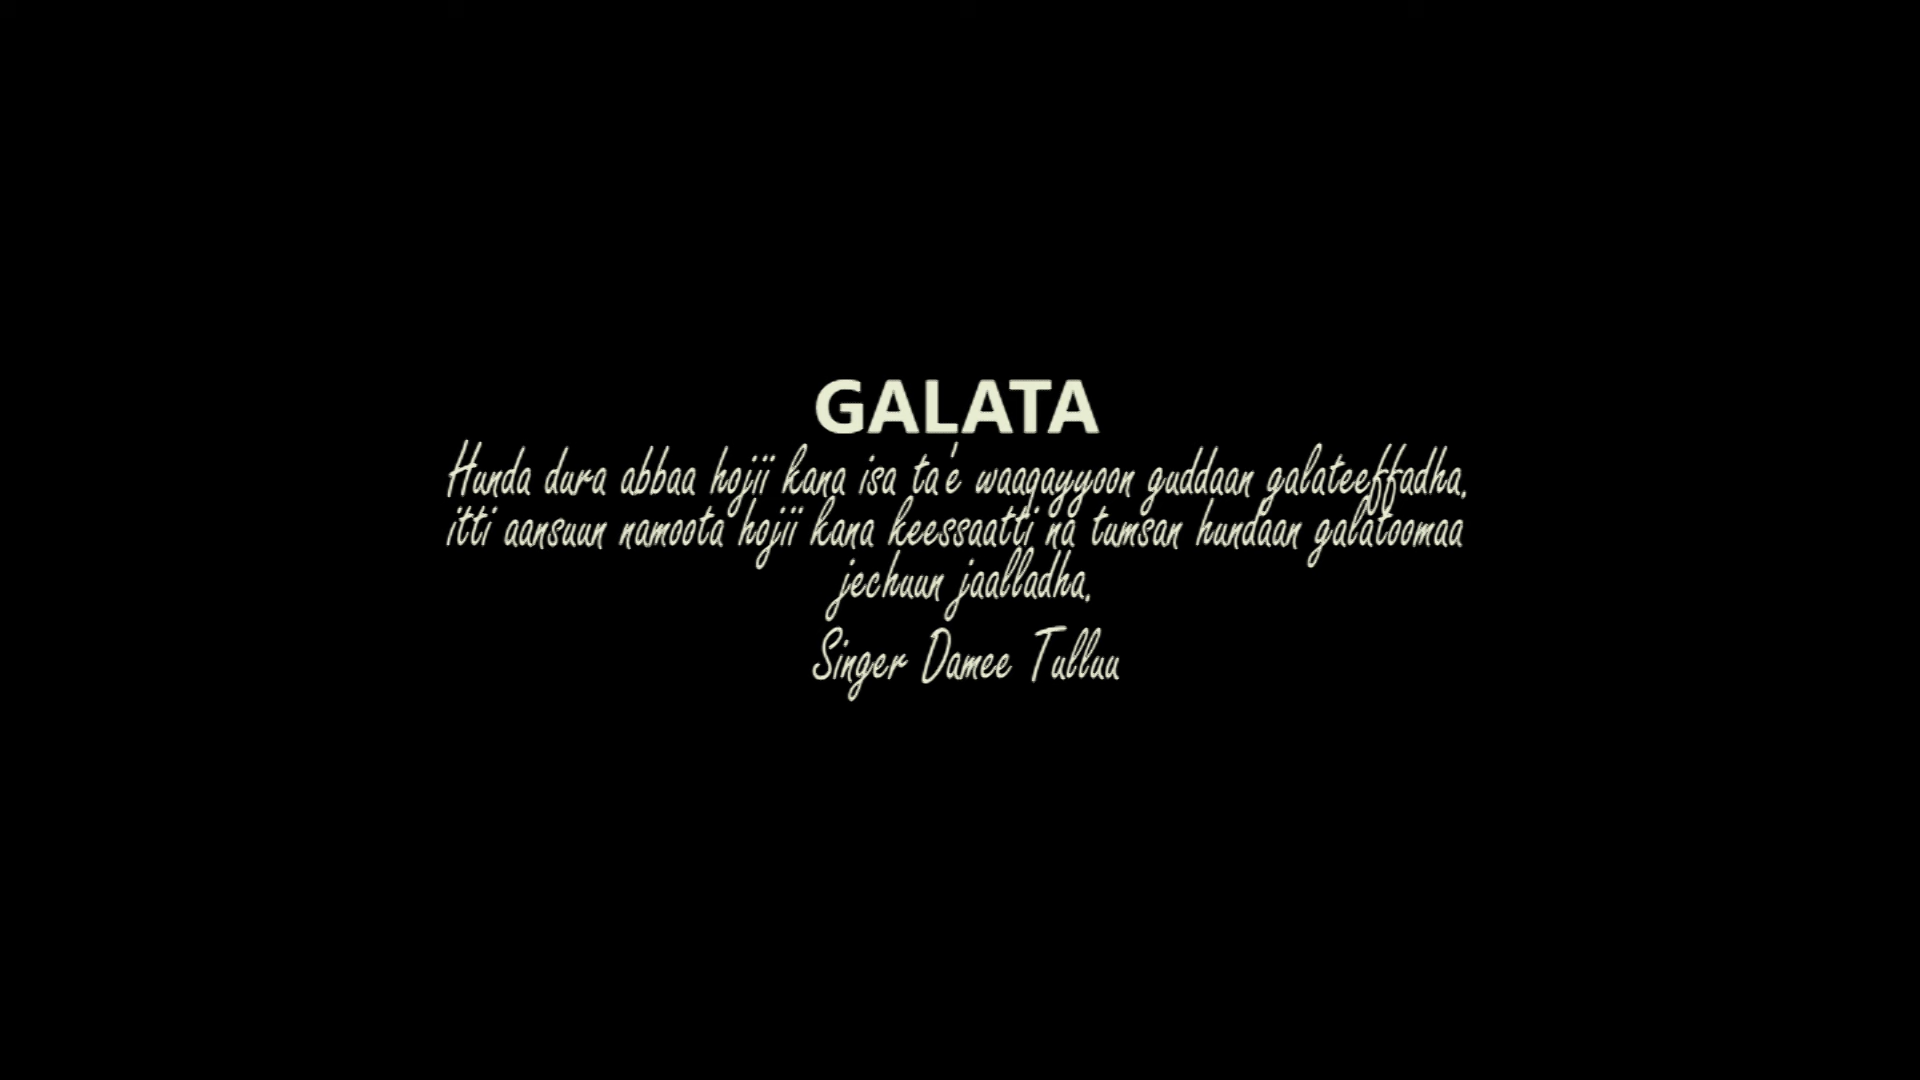 GALATA
Hunda dura abbaa hojii kana isa ta'e waaqayyoon guddaan galateeffadha.
itti aansuun namoota hojii kana keessaatti na tumsan hundaan galatoomaa
jechuun jaalladha.
Singer Damee Tulluu